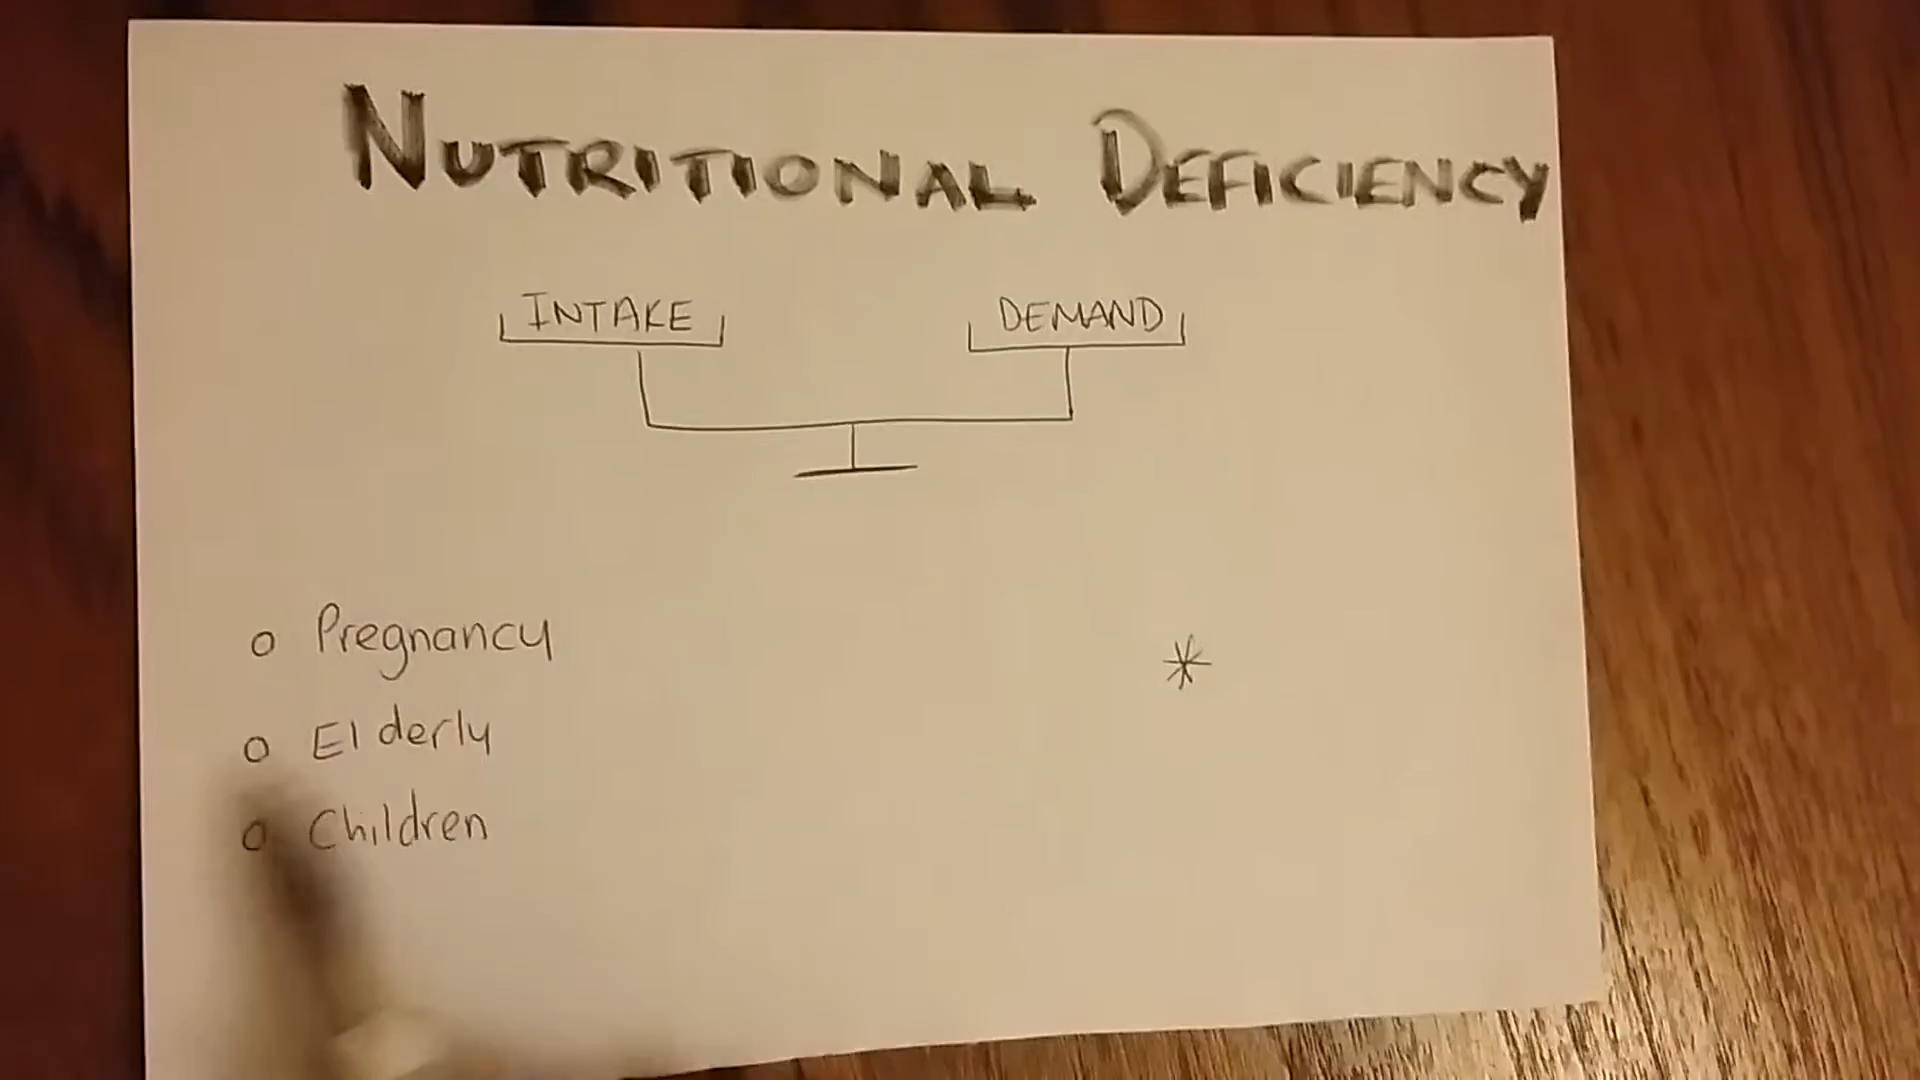 NUTRITIONAL DEFICIENCY
INTAKE DEMAND
o Pregnancy
*
o Elderly
o Children